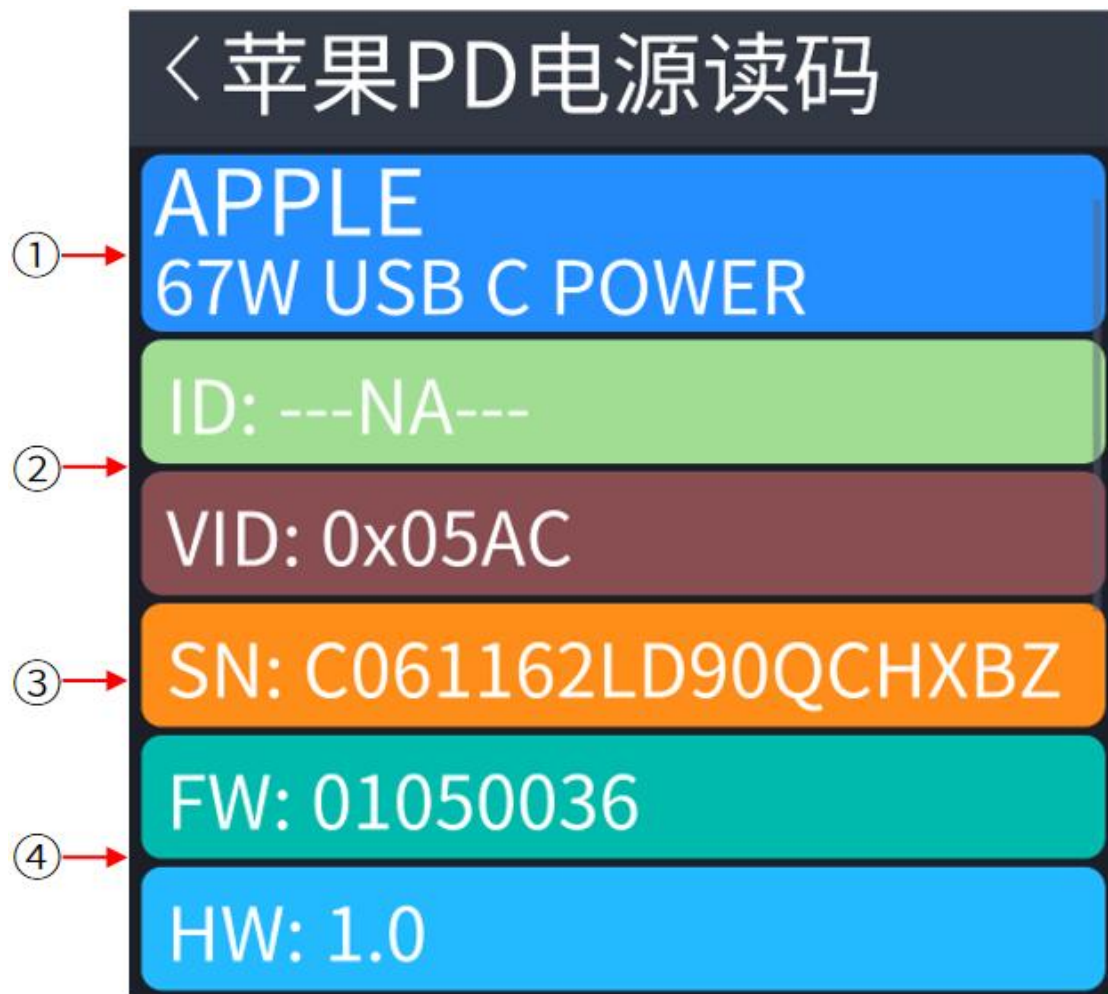 < 苹果PD电源读码
APPLE
① 67W USB C POWER
ID: ---NA---
②
VID: 0x05AC
③ SN: C061162LD90QCHXBZ
FW: 01050036
④
HW: 1.0